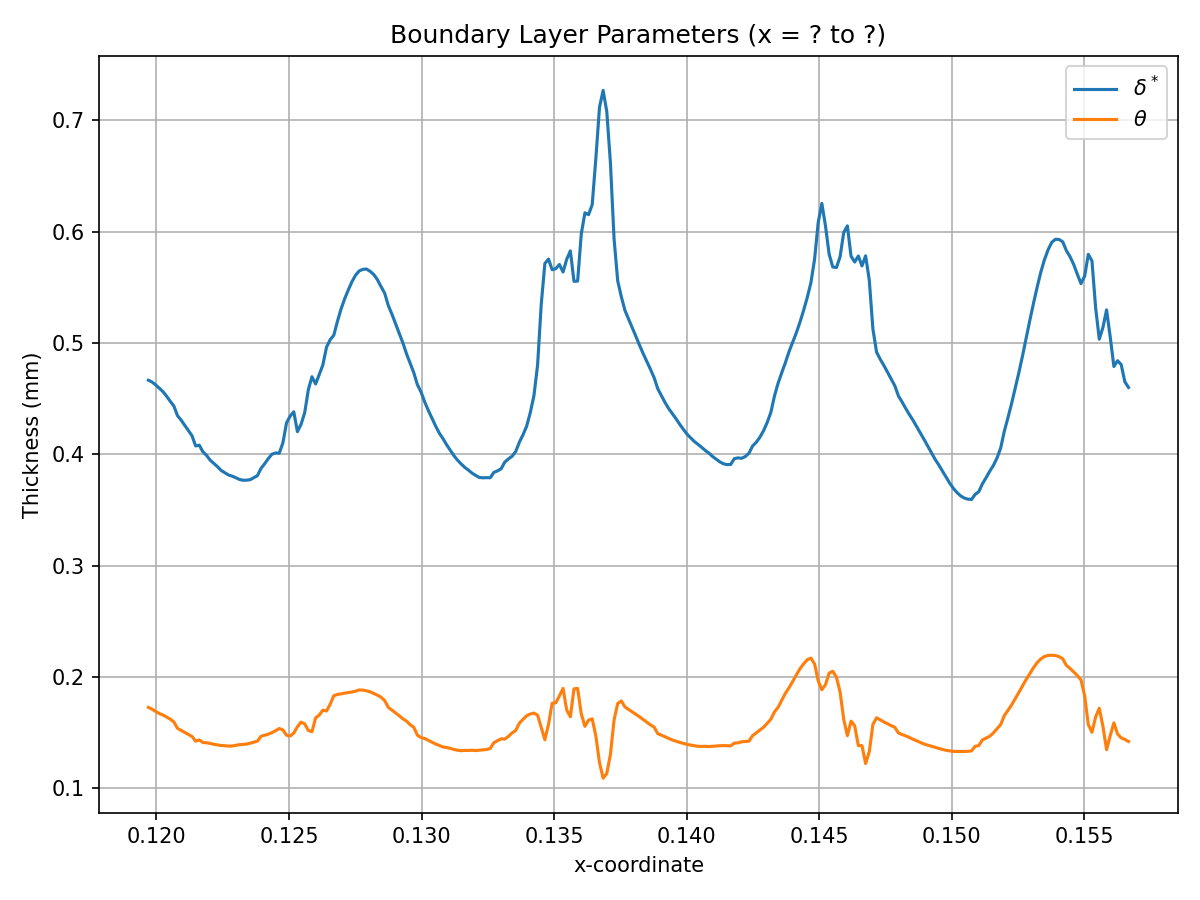 Boundary Layer Parameters (x = ? to ?)
δ*
θ
Thickness (mm)
0.7
0.6
0.5
0.4
0.3
0.2
0.1
0.120 0.125 0.130 0.135 0.140 0.145 0.150 0.155
x-coordinate